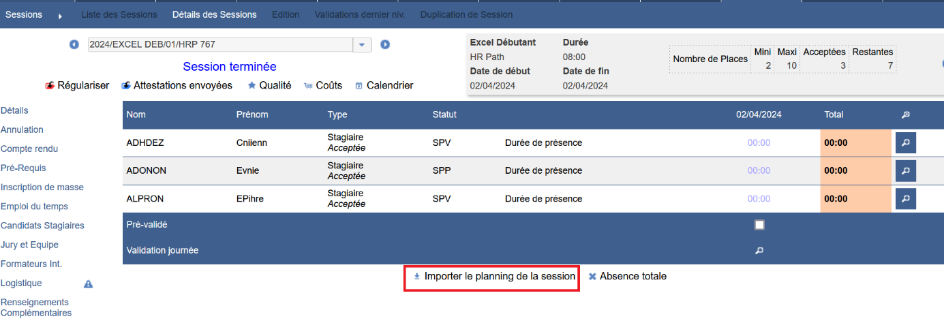 Sessions Liste des Sessions Détails des Sessions Edition Validations dernier niv. Duplication de Session
2024/EXCEL DEB/01/HRP 767
Session terminée
Régulariser Attestations envoyées Qualité Coûts Calendrier
Excel Débutant Durée
HR Path 08:00
Date de début Date de fin
02/04/2024 02/04/2024
Mini Maxi Acceptées Restantes
Nombre de Places 2 10 3 7
Détails
Annulation
Compte rendu
Pré-Requis
Inscription de masse
Emploi du temps
Candidats Stagiaires
Jury et Equipe
Formateurs Int.
Logistique
Renseignements
Complémentaires
Nom Prénom Type Statut 02/04/2024 Total
ADHDEZ Cniienn Stagiaire SPV Durée de présence 00:00 00:00
Acceptée
ADONON Evnie Stagiaire SPP Durée de présence 00:00 00:00
Acceptée
ALPRON EPihre Stagiaire SPV Durée de présence 00:00 00:00
Acceptée
Pré-validé
Validation journée
Importer le planning de la session Absence totale